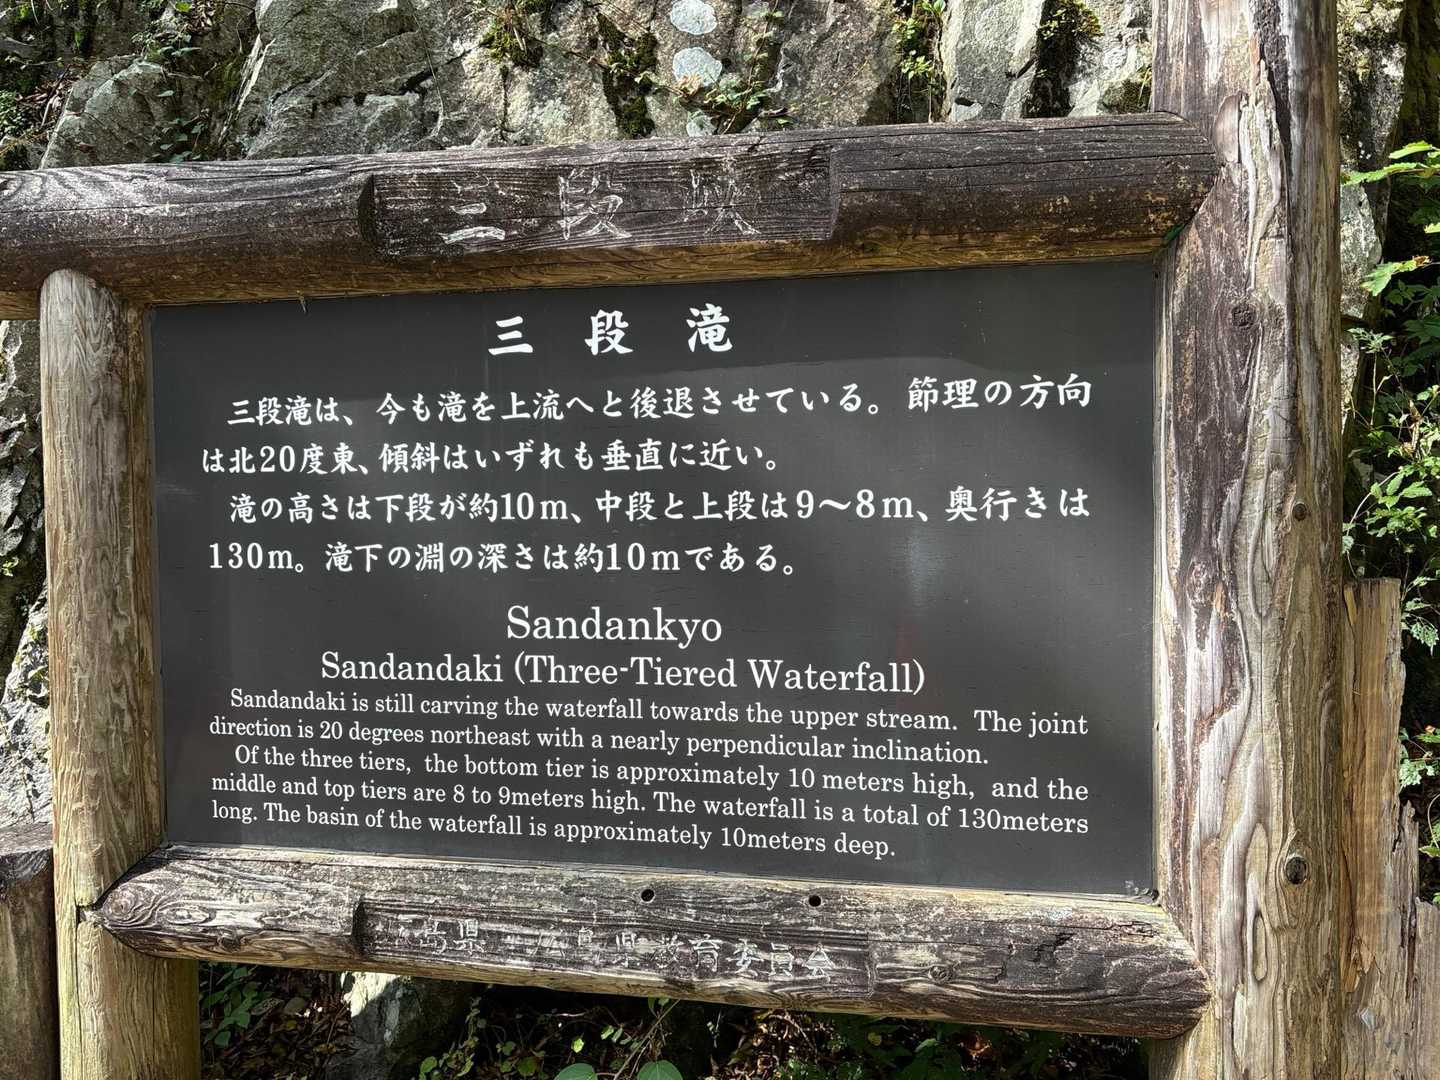 三段峡
三段滝
三段滝は、今も滝を上流へと後退させている。節理の方向
は北20度東、傾斜はいずれも垂直に近い。
滝の高さは下段が約10m、中段と上段は9〜8m、奥行きは
130m。滝下の淵の深さは約10mである。
Sandankyo
Sandandaki (Three-Tiered Waterfall)
Sandandaki is still carving the waterfall towards the upper stream. The joint
direction is 20 degrees northeast with a nearly perpendicular inclination.
Of the three tiers, the bottom tier is approximately 10 meters high, and the
middle and top tiers are 8 to 9meters high. The waterfall is a total of 130meters
long. The basin of the waterfall is approximately 10meters deep.
島県 広島県教育委員会